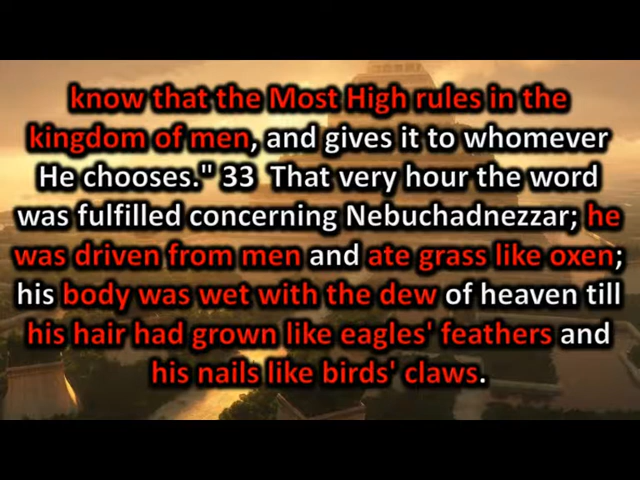 know that the Most High rules in the
kingdom of men, and gives it to whomever
He chooses." 33  That very hour the word
was fulfilled concerning Nebuchadnezzar; he
was driven from men and ate grass like oxen;
his body was wet with the dew of heaven till
his hair had grown like eagles' feathers and
his nails like birds' claws.